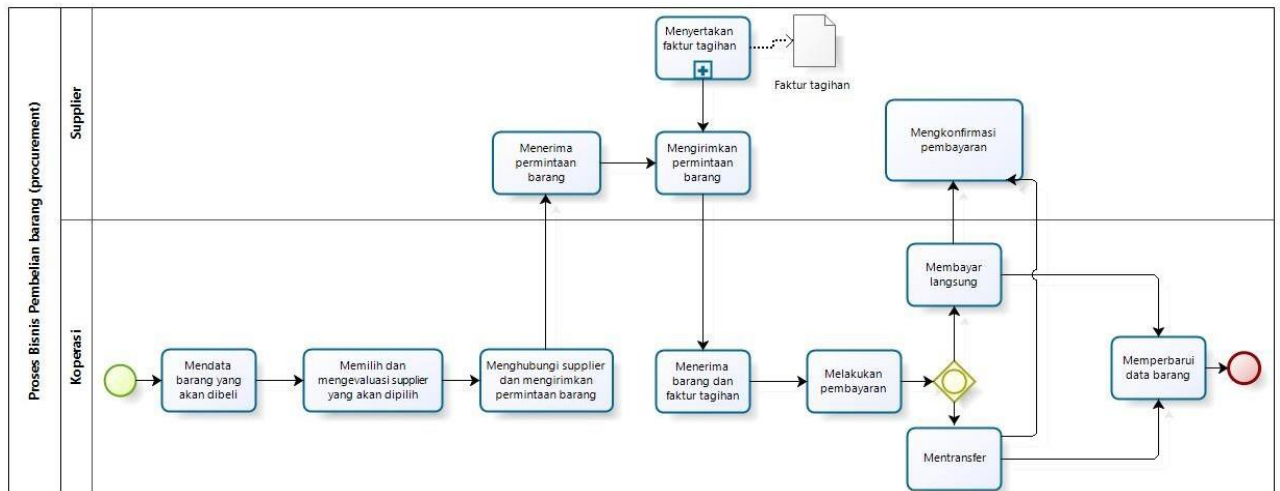 Proses Bisnis Pembelian barang (procurement)
Supplier
Menyertakan
faktur tagihan
Faktur tagihan
Menerima
permintaan
barang
Mengirimkan
permintaan
barang
Mengkonfirmasi
pembayaran
Koperasi
Mendata
barang yang
akan dibeli
Memilih dan
mengevaluasi supplier
yang akan dipilih
Menghubungi supplier
dan mengirimkan
permintaan barang
Menerima
barang dan
faktur tagihan
Melakukan
pembayaran
Membayar
langsung
Mentransfer
Memperbarui
data barang